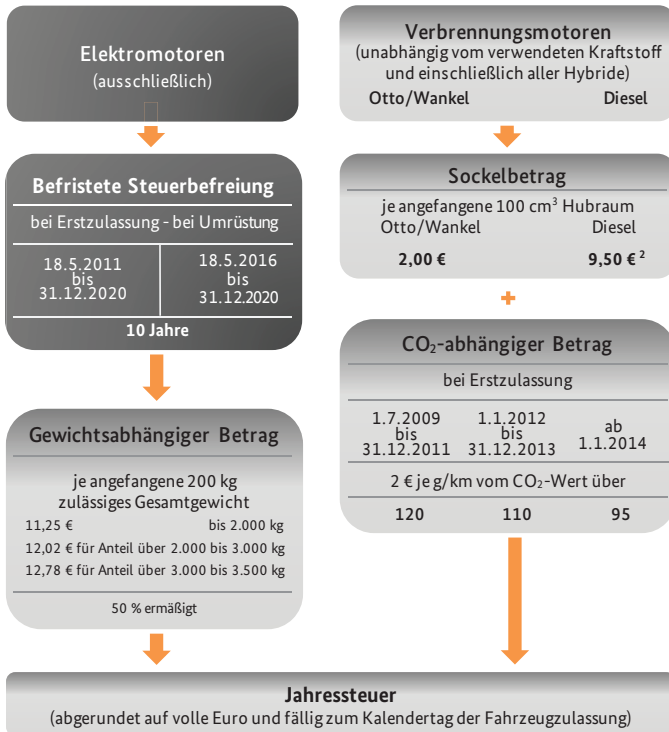 Elektromotoren
(ausschließlich)
Befristete Steuerbefreiung
bei Erstzulassung - bei Umrüstung
18.5.2011
bis
31.12.2020
18.5.2016
bis
31.12.2020
10 Jahre
Gewichtsabhängiger Betrag
je angefangene 200 kg
zulässiges Gesamtgewicht
11,25 € bis 2.000 kg
12,02 € für Anteil über 2.000 bis 3.000 kg
12,78 € für Anteil über 3.000 bis 3.500 kg
50 % ermäßigt
Verbrennungsmotoren
(unabhängig vom verwendeten Kraftstoff
und einschließlich aller Hybride)
Otto/Wankel Diesel
Sockelbetrag
je angefangene 100 cm³ Hubraum
Otto/Wankel Diesel
2,00 € 9,50 € ²
+
CO₂-abhängiger Betrag
bei Erstzulassung
1.7.2009
bis
31.12.2011
1.1.2012
bis
31.12.2013
ab
1.1.2014
2 € je g/km vom CO₂-Wert über
120 110 95
Jahressteuer
(abgerundet auf volle Euro und fällig zum Kalendertag der Fahrzeugzulassung)